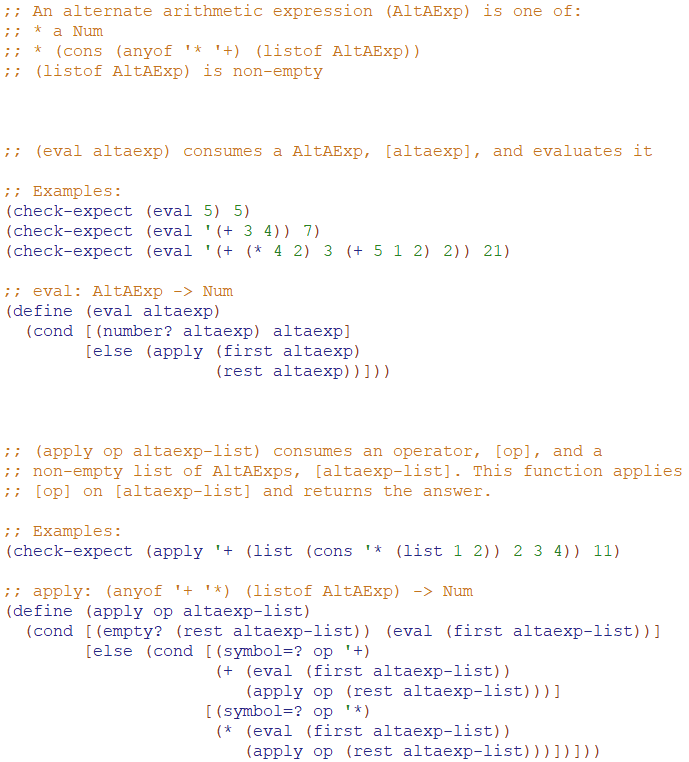 ;; An alternate arithmetic expression (AltAExp) is one of:
;; * a Num
;; * (cons (anyof '* '+) (listof AltAExp))
;; (listof AltAExp) is non-empty
;; (eval altaexp) consumes a AltAExp, [altaexp], and evaluates it
;; Examples:
(check-expect (eval 5) 5)
(check-expect (eval '(+ 3 4)) 7)
(check-expect (eval '(+ (* 4 2) 3 (+ 5 1 2) 2)) 21)
;; eval: AltAExp -> Num
(define (eval altaexp)
  (cond [(number? altaexp) altaexp]
        [else (apply (first altaexp)
                     (rest altaexp))]))
;; (apply op altaexp-list) consumes an operator, [op], and a
;; non-empty list of AltAExps, [altaexp-list]. This function applies
;; [op] on [altaexp-list] and returns the answer.
;; Examples:
(check-expect (apply '+ (list (cons '* (list 1 2)) 2 3 4)) 11)
;; apply: (anyof '+ '*) (listof AltAExp) -> Num
(define (apply op altaexp-list)
  (cond [(empty? (rest altaexp-list)) (eval (first altaexp-list))]
        [else (cond [(symbol=? op '+)
                     (+ (eval (first altaexp-list))
                        (apply op (rest altaexp-list)))]
                    [(symbol=? op '*)
                     (* (eval (first altaexp-list))
                        (apply op (rest altaexp-list)))])]))